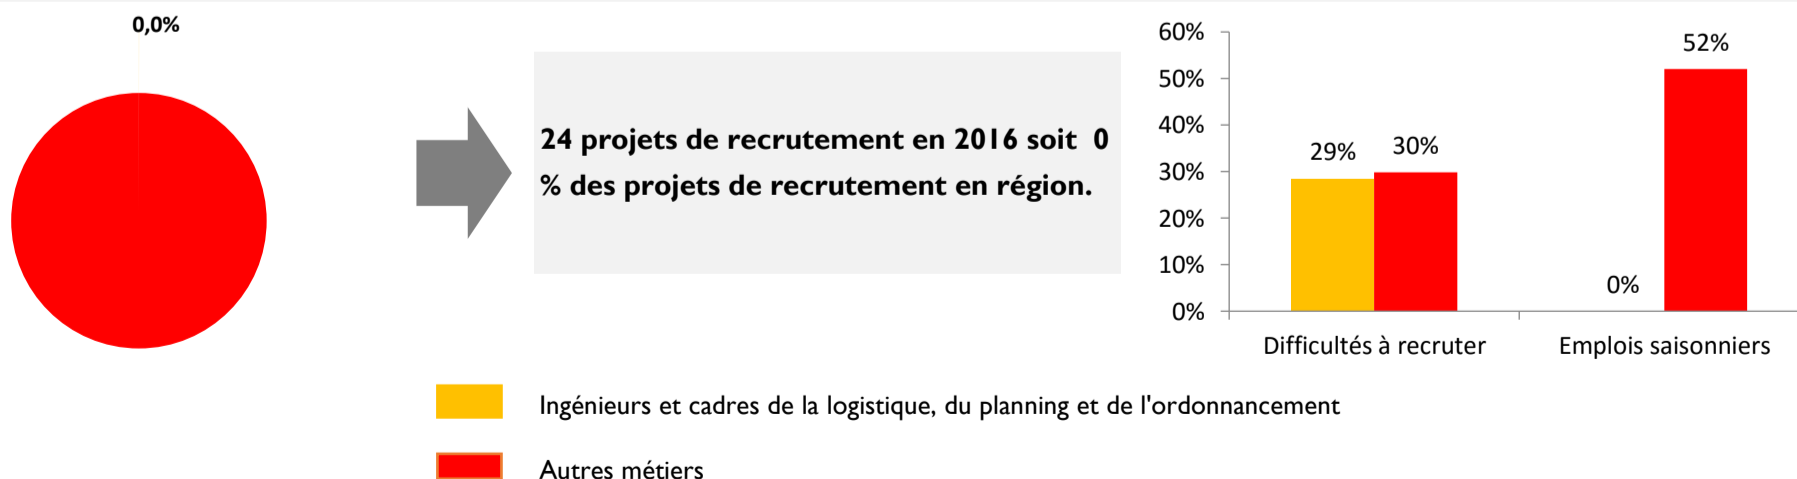 0,0%
24 projets de recrutement en 2016 soit  0
% des projets de recrutement en région.
60%
50%
40%
30%
20%
10%
0%
29%
30%
0%
52%
Difficultés à recruter
Emplois saisonniers
Ingénieurs et cadres de la logistique, du planning et de l'ordonnancement
Autres métiers